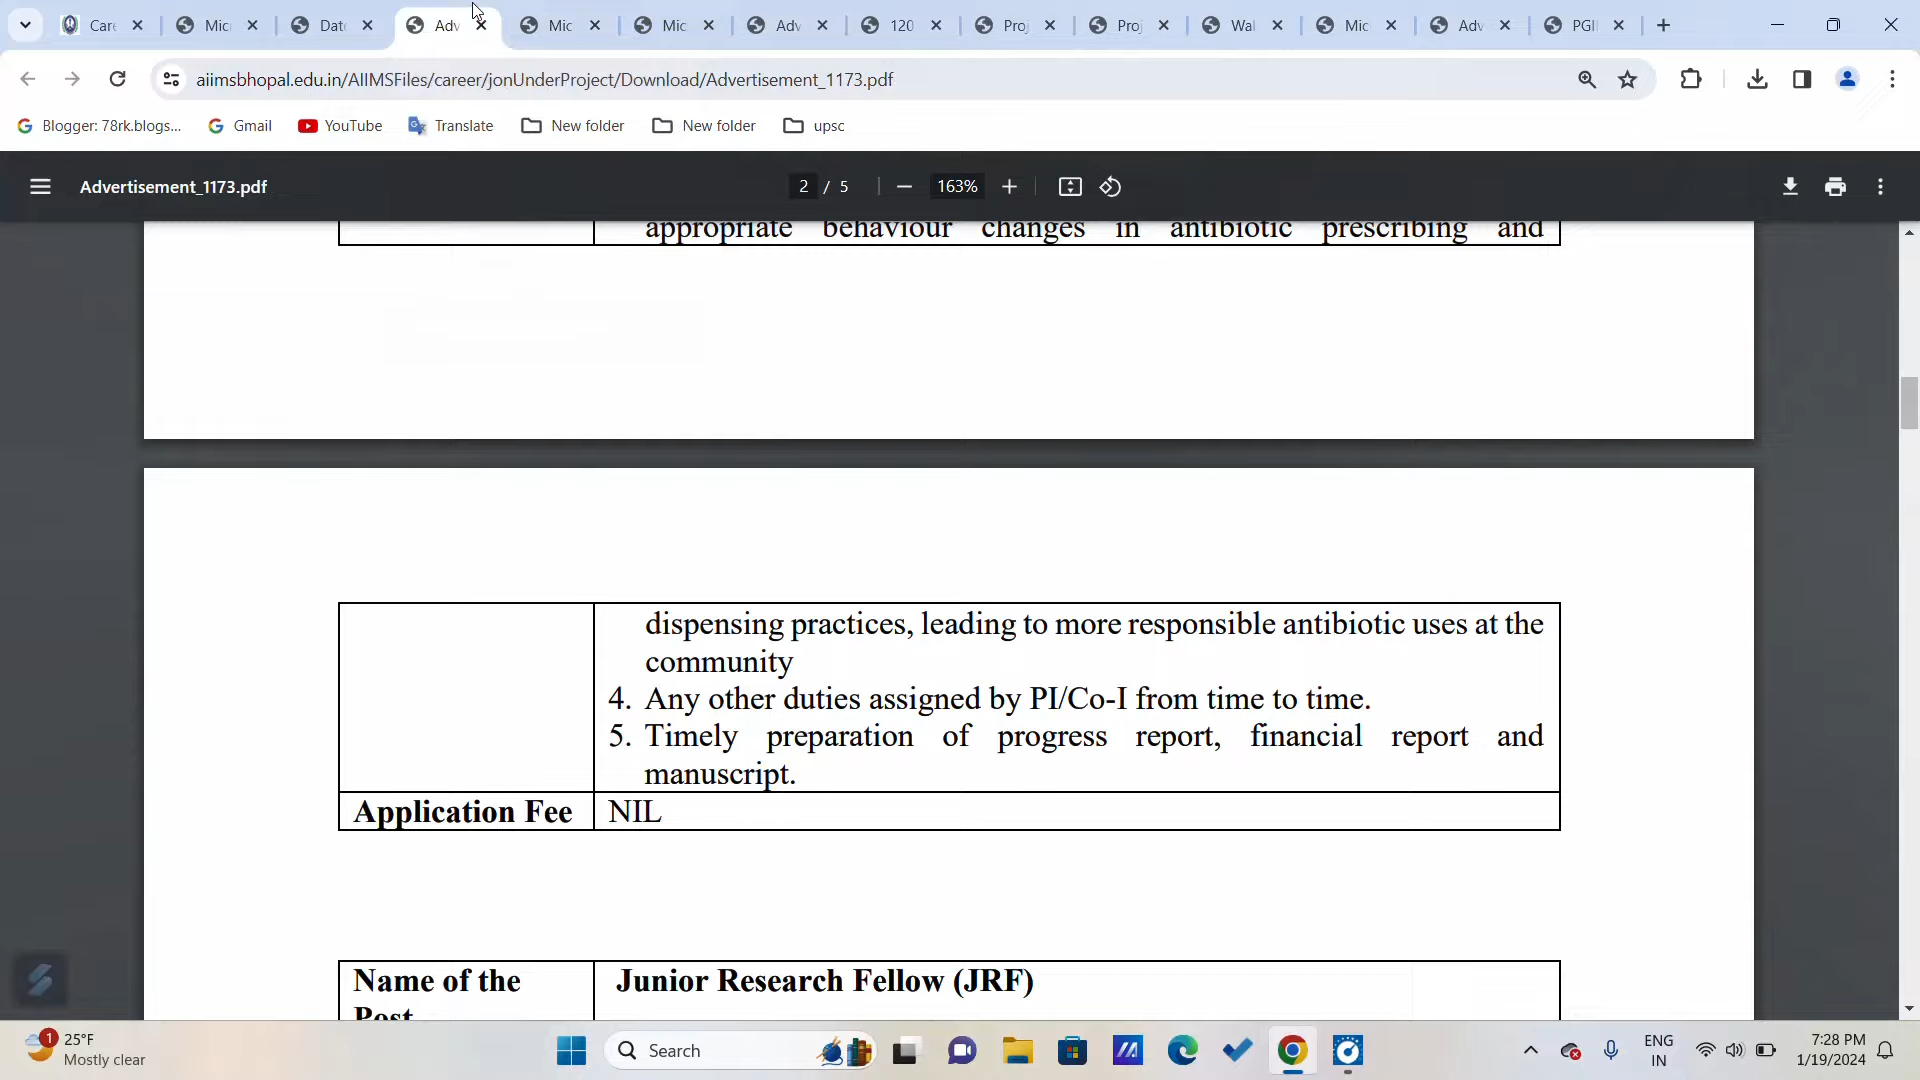 Care
Mic
Date
Adv
Mic
Mic
Adv
120
Proj
Proj
Wal
Mic
Adv
PGI
aiimsbhopal.edu.in/AIIMSFiles/career/jonUnderProject/Download/Advertisement_1173.pdf
Blogger: 78rk.blogs...
Gmail
YouTube
Translate
New folder
New folder
upsc
Advertisement_1173.pdf
2 / 5
163%
appropriate behaviour changes in antibiotic prescribing and
dispensing practices, leading to more responsible antibiotic uses at the
community
4. Any other duties assigned by PI/Co-I from time to time.
5. Timely preparation of progress report, financial report and
manuscript.
Application Fee NIL
Name of the Junior Research Fellow (JRF)
Post
1
25°F
Mostly clear
Search
ENG
IN
7:28 PM
1/19/2024